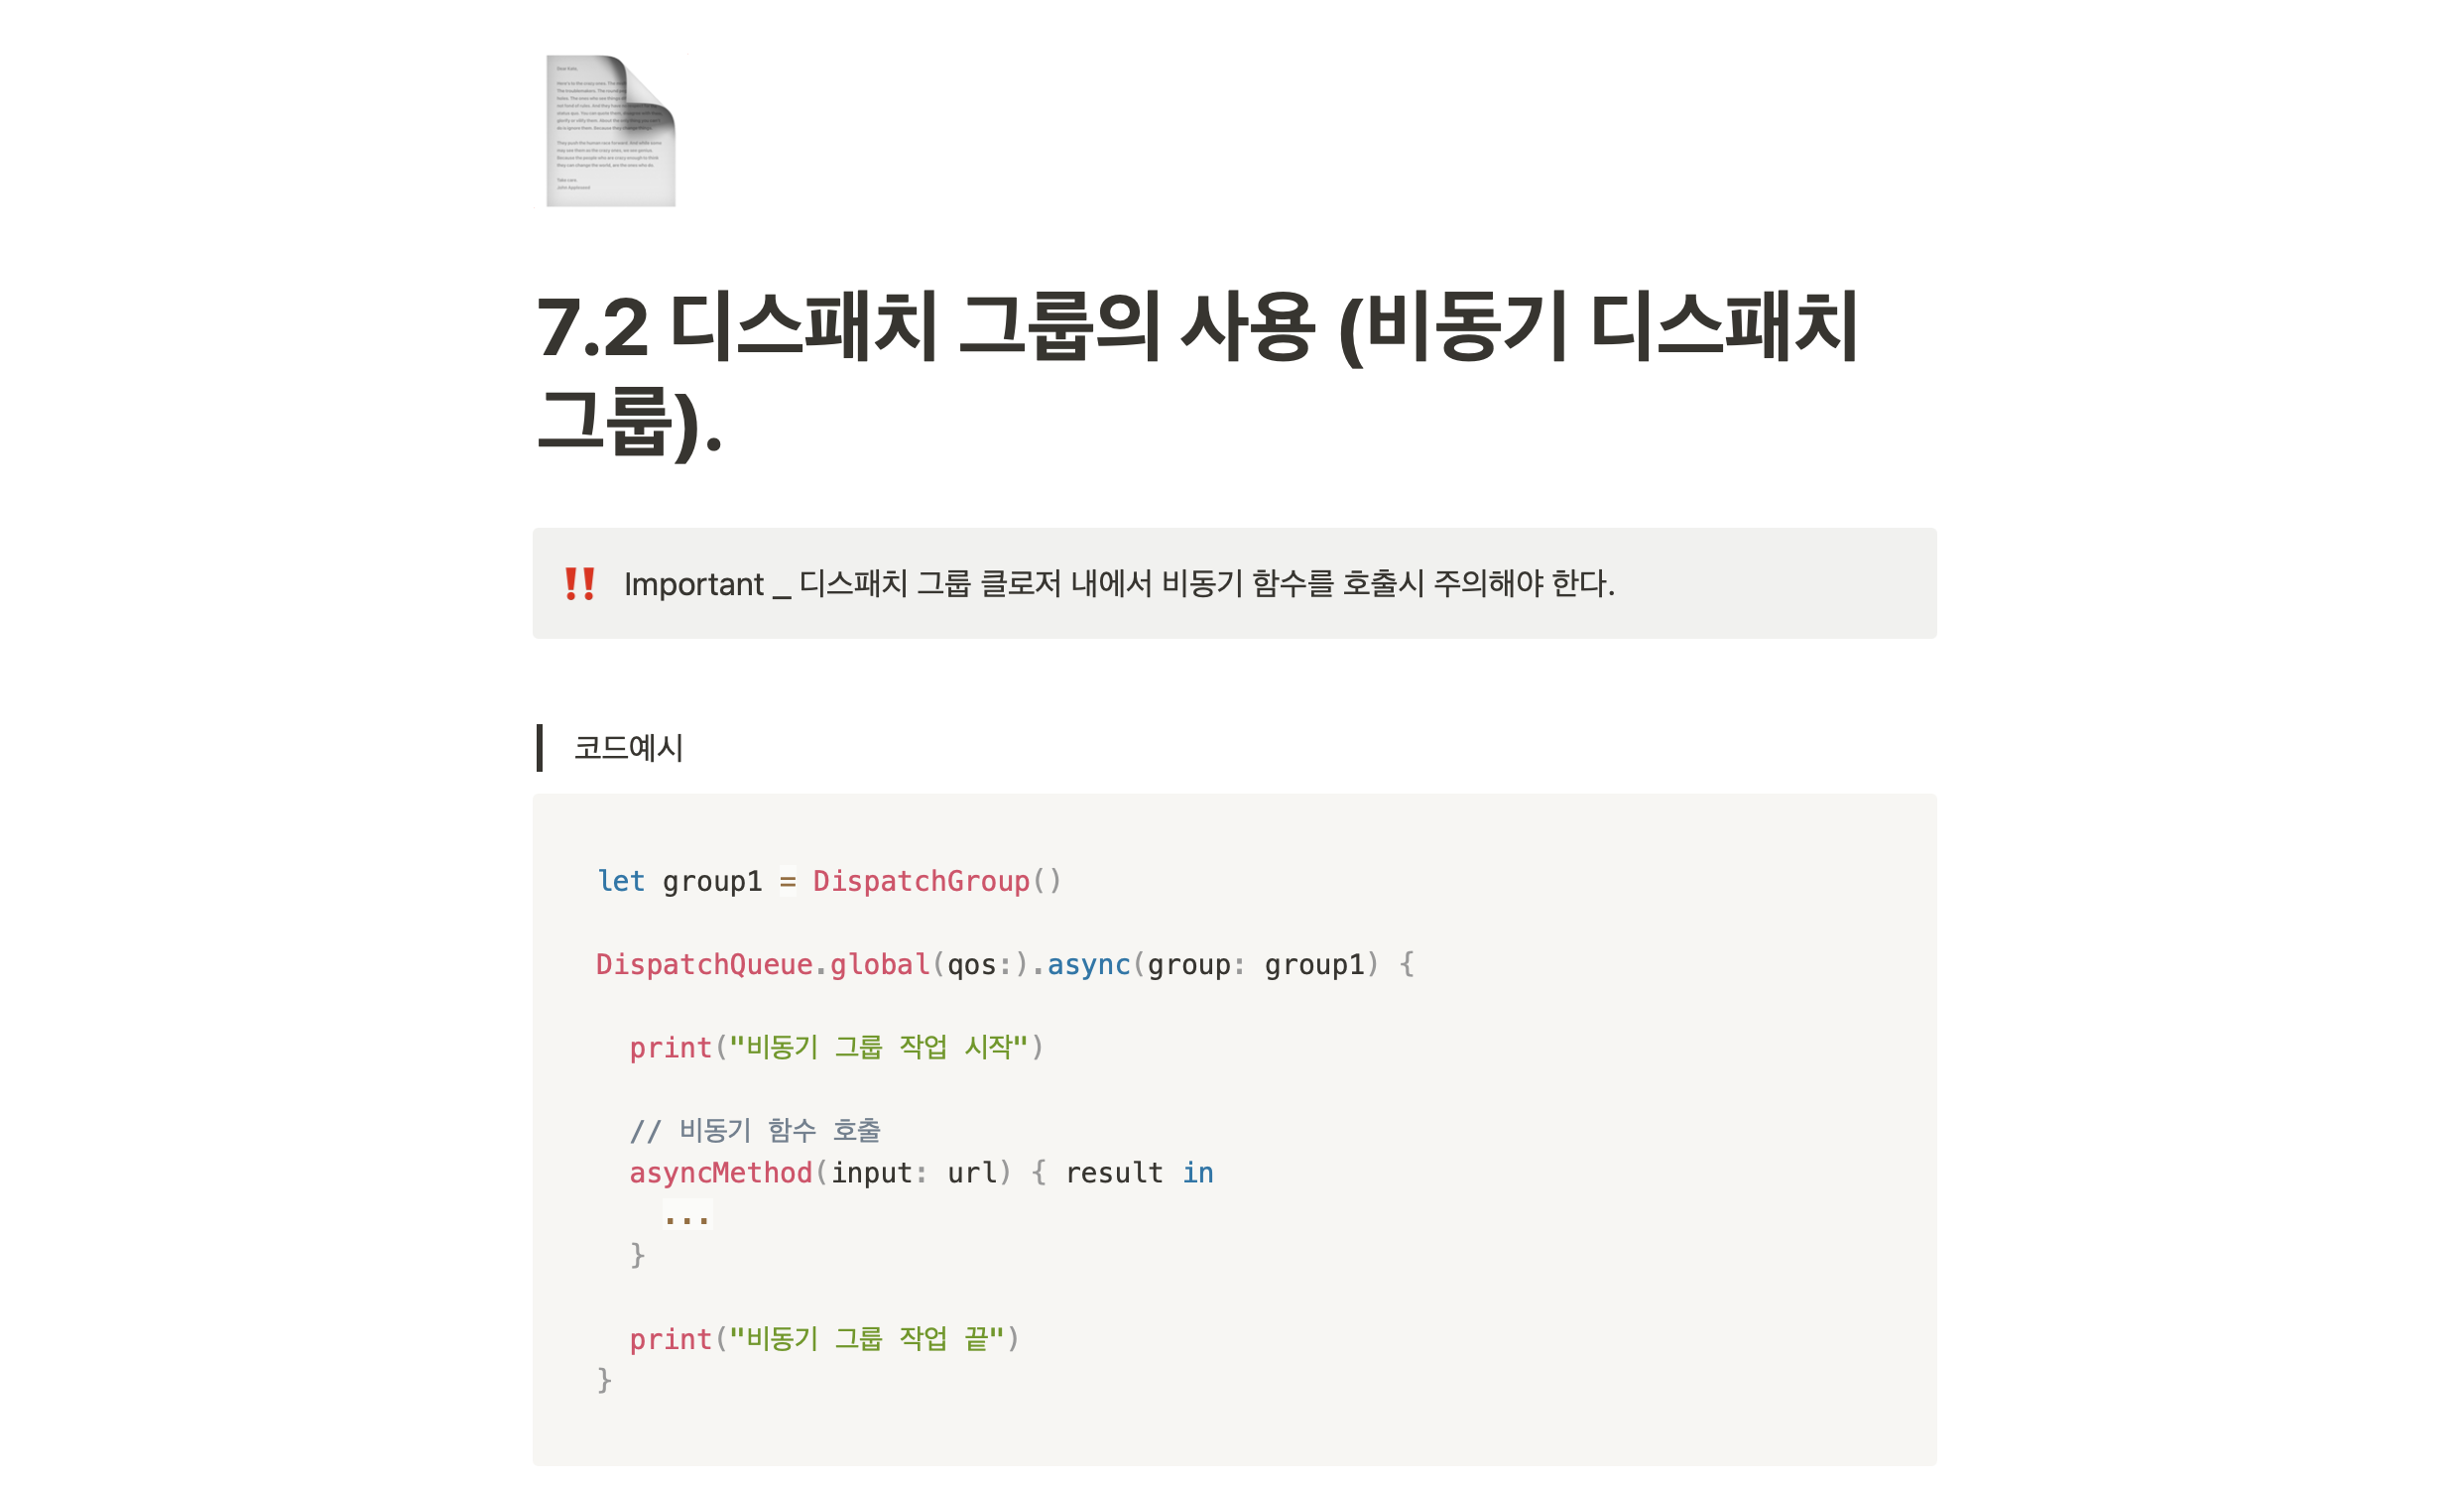 7.2 디스패치 그룹의 사용 (비동기 디스패치
그룹).
‼️ Important _ 디스패치 그룹 클로저 내에서 비동기 함수를 호출시 주의해야 한다.
코드예시
let group1 = DispatchGroup()
DispatchQueue.global(qos:).async(group: group1) {
print("비동기 그룹 작업 시작")
// 비동기 함수 호출
asyncMethod(input: url) { result in
...
}
print("비동기 그룹 작업 끝")
}